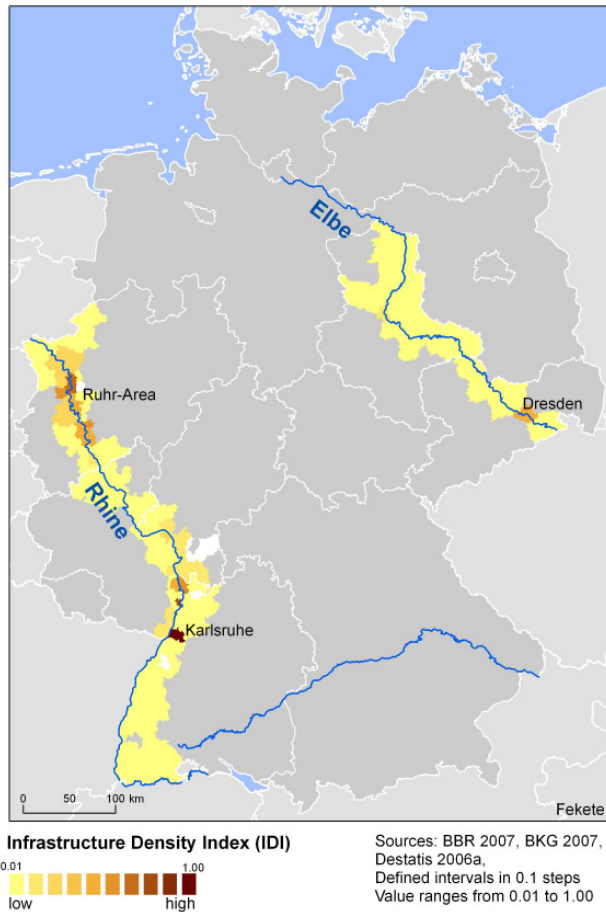 Elbe
Ruhr-Area
Dresden
Rhine
Karlsruhe
0 50 100 km
Fekete
Infrastructure Density Index (IDI)
0.01 1.00
low high
Sources: BBR 2007, BKG 2007,
Destatis 2006a,
Defined intervals in 0.1 steps
Value ranges from 0.01 to 1.00